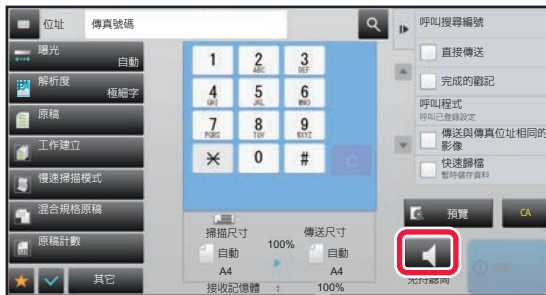 位址
傳真號碼
曝光
自動
解析度
極細字
原稿
工作建立
慢速掃描模式
混合規格原稿
原稿計數
其它
1
2 ABC
3 DEF
4 GHI
5 JKL
6 MNO
7 PQRS
8 TUV
9 WXYZ
0
#
C
掃描尺寸
100%
傳送尺寸
自動
自動
A4
A4
接收記憶體 : 100%
呼叫搜尋編號
直接傳送
完成的戳記
呼叫程式
呼叫已登錄設定
傳送與傳真位址相同的
影像
快速歸檔
暫時儲存資料
預覽
CA
免持聽筒